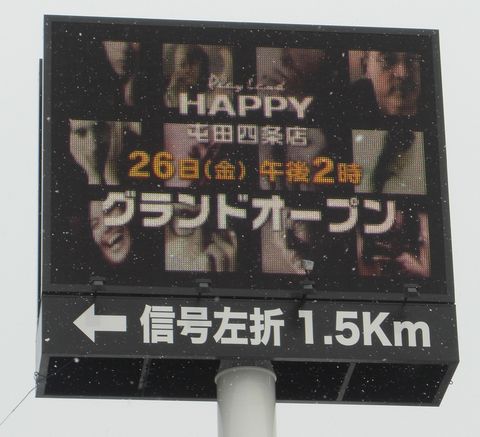 HAPPY
屯田四条店
26日(金) 午後2時
グランドオープン
← 信号左折 1.5Km